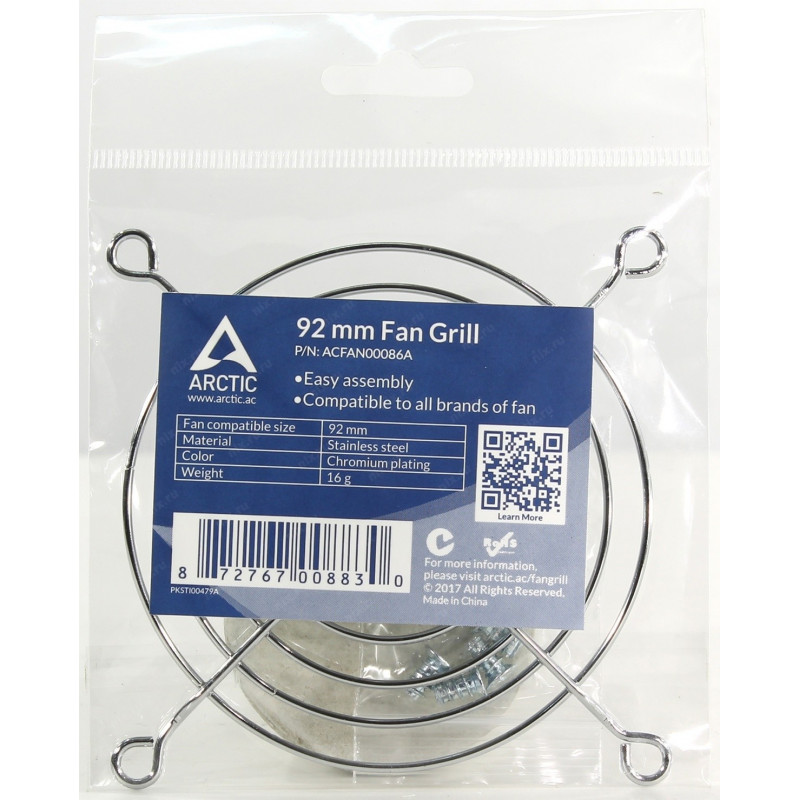 92 mm Fan Grill
P/N: ACFAN00086A
ARCTIC
www.arctic.ac
•Easy assembly
•Compatible to all brands of fan
Fan compatible size 92 mm
Material Stainless steel
Color Chromium plating
Weight 16 g
Learn More
8 72767 00883 0
PKSTI00479A
RoHS
For more information,
please visit arctic.ac/fangrill
© 2017 All Rights Reserved.
Made in China